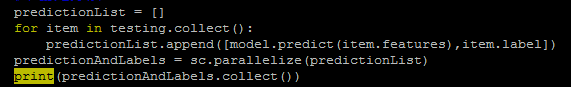 predictionList = []
for item in testing.collect():
    predictionList.append([model.predict(item.features),item.label])
predictionAndLabels = sc.parallelize(predictionList)
print(predictionAndLabels.collect())